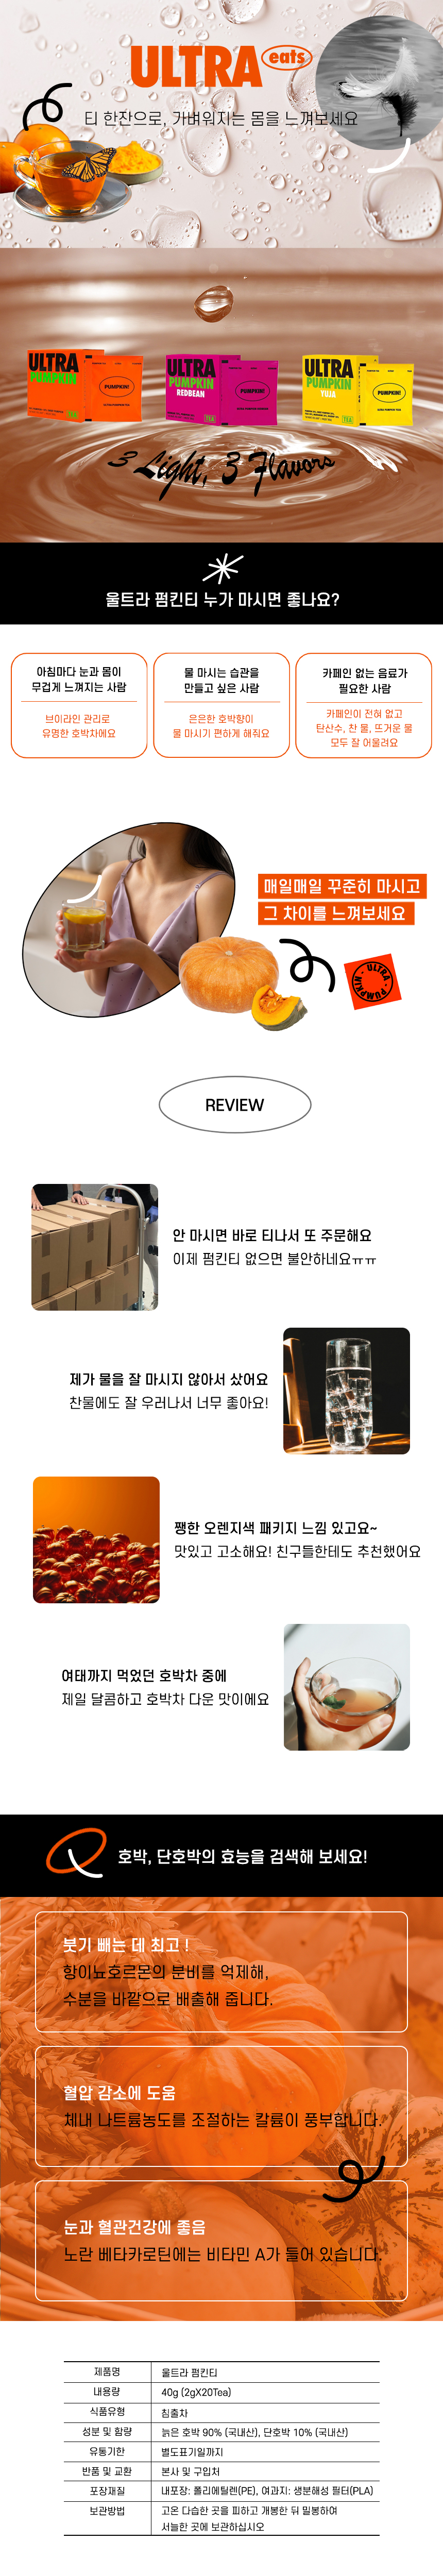 ULTRA eats
티 한잔으로, 가벼워지는 몸을 느껴보세요
ULTRA
PUMPKIN
PUMPKIN!
ULTRA
PUMPKIN
REDBEAN
TEA
PUMPKIN!
ULTRA
PUMPKIN
YUJA
TEA
PUMPKIN!
3 Light, 3 Flavors
울트라 펌킨티 누가 마시면 좋나요?
아침마다 눈과 몸이
무겁게 느껴지는 사람
브이라인 관리로
유명한 호박차에요
물 마시는 습관을
만들고 싶은 사람
은은한 호박향이
물 마시기 편하게 해줘요
카페인 없는 음료가
필요한 사람
카페인이 전혀 없고
탄산수, 찬 물, 뜨거운 물
모두 잘 어울려요
매일매일 꾸준히 마시고
그 차이를 느껴보세요
ULTRA · PUMPKIN ·
REVIEW
안 마시면 바로 티나서 또 주문해요
이제 펌킨티 없으면 불안하네요ㅠㅠ
제가 물을 잘 마시지 않아서 샀어요
찬물에도 잘 우러나서 너무 좋아요!
쨍한 오렌지색 패키지 느낌 있고요~
맛있고 고소해요! 친구들한테도 추천했어요
여태까지 먹었던 호박차 중에
제일 달콤하고 호박차 다운 맛이에요
호박, 단호박의 효능을 검색해 보세요!
붓기 빼는 데 최고 !
항이뇨호르몬의 분비를 억제해,
수분을 바깥으로 배출해 줍니다.
혈압 감소에 도움
체내 나트륨농도를 조절하는 칼륨이 풍부합니다.
눈과 혈관건강에 좋음
노란 베타카로틴에는 비타민 A가 들어 있습니다.
제품명 울트라 펌킨티
내용량 40g (2gX20Tea)
식품유형 침출차
성분 및 함량 늙은 호박 90% (국내산), 단호박 10% (국내산)
유통기한 별도표기일까지
반품 및 교환 본사 및 구입처
포장재질 내포장: 폴리에틸렌(PE), 여과지: 생분해성 필터(PLA)
보관방법 고온 다습한 곳을 피하고 개봉한 뒤 밀봉하여
서늘한 곳에 보관하십시오